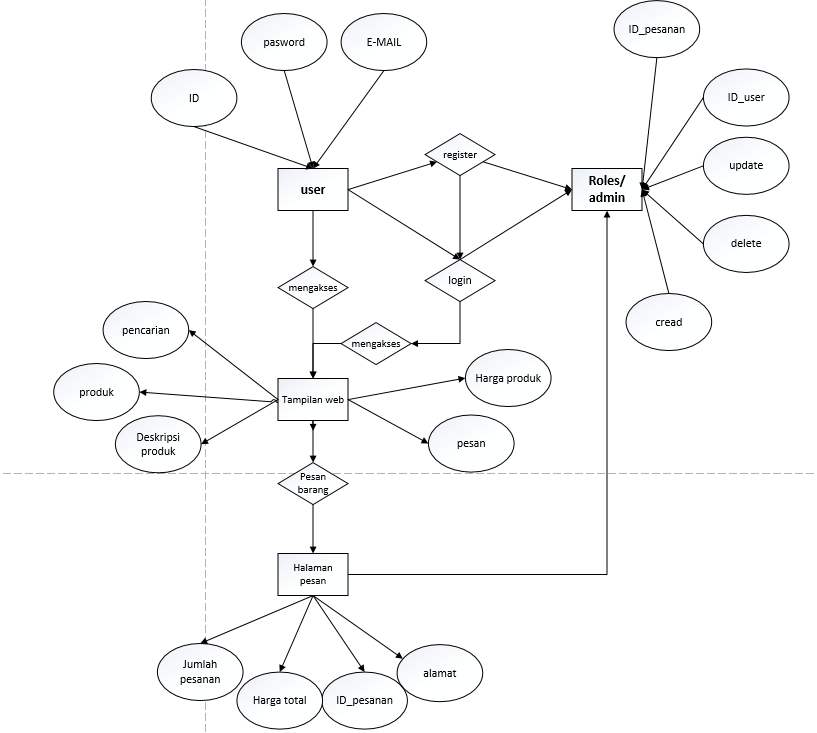 ID_pesanan
pasword
E-MAIL
ID
ID_user
register
update
user
Roles/
admin
delete
mengakses
login
cread
pencarian
mengakses
produk
Tampilan web
Harga produk
Deskripsi
produk
pesan
Pesan
barang
Halaman
pesan
Jumlah
pesanan
Harga total
ID_pesanan
alamat